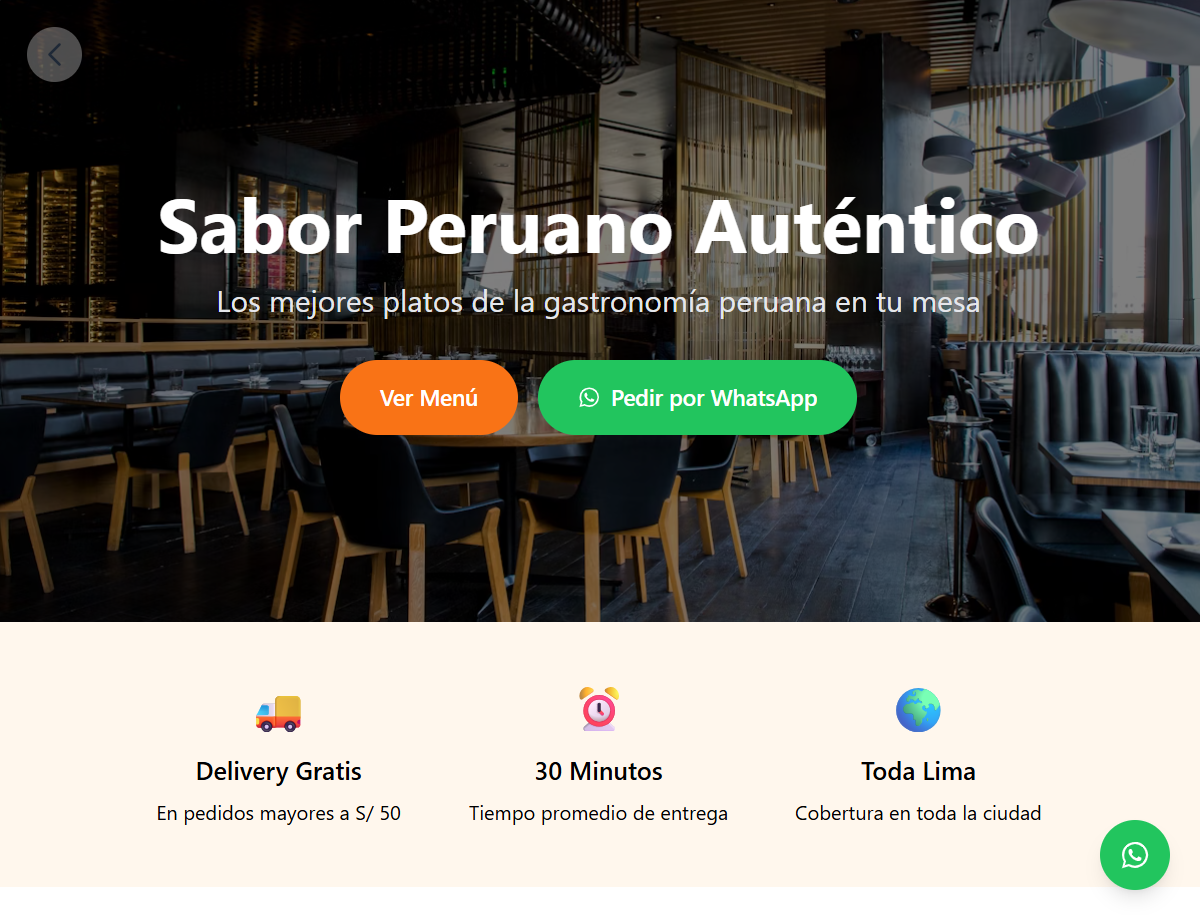 Sabor Peruano Auténtico
Los mejores platos de la gastronomía peruana en tu mesa
Ver Menú
Pedir por WhatsApp
Delivery Gratis
En pedidos mayores a S/ 50
30 Minutos
Tiempo promedio de entrega
Toda Lima
Cobertura en toda la ciudad